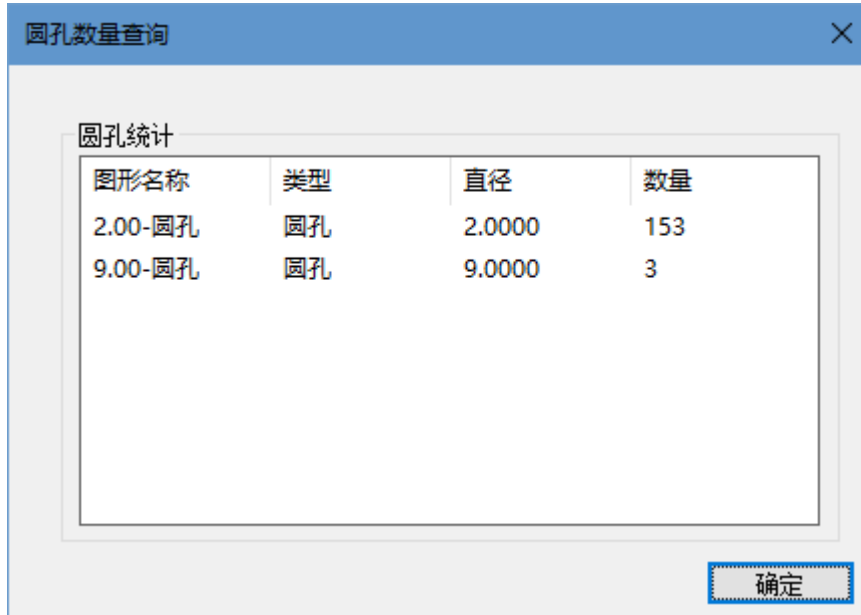 圆孔数量查询
圆孔统计
图形名称 类型 直径 数量
2.00-圆孔 圆孔 2.0000 153
9.00-圆孔 圆孔 9.0000 3
确定